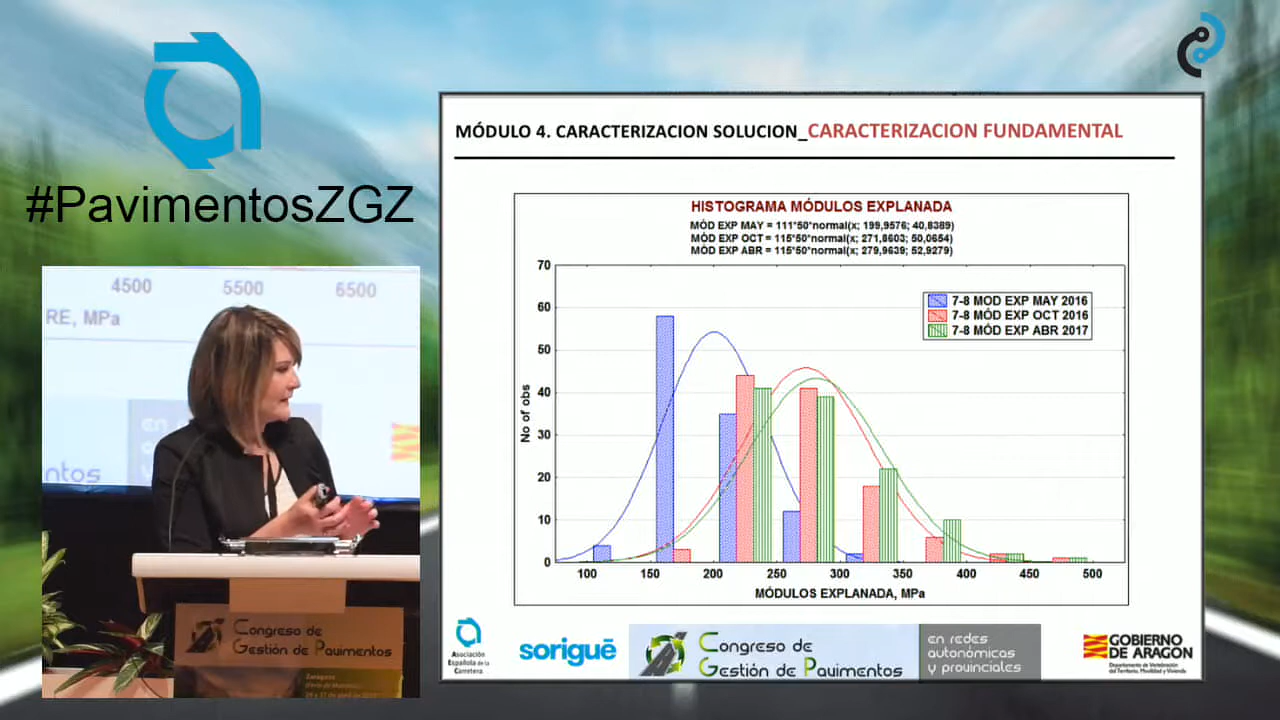 #PavimentosZGZ
MÓDULO 4. CARACTERIZACION SOLUCION_CARACTERIZACION FUNDAMENTAL
HISTOGRAMA MÓDULOS EXPLANADA
MÓD EXP MAY = 111*50*normal(x; 199,9576; 40,8389)
MÓD EXP OCT = 115*50*normal(x; 271,8603; 50,0654)
MÓD EXP ABR = 115*50*normal(x; 279,9639; 52,9279)
70
60
50
40
30
20
10
0
No of obs
7-8 MOD EXP MAY 2016
7-8 MÓD EXP OCT 2016
7-8 MÓD EXP ABR 2017
100 150 200 250 300 350 400 450 500
MÓDULOS EXPLANADA, MPa
Asociación
Española de la
Carretera
sorigué
Congreso de
Gestión de Pavimentos
en redes
autonómicas
y provinciales
GOBIERNO
DE ARAGON
Departamento de Vertebración
del Territorio, Movilidad y Vivienda
4500 5500 6500
RE, MPa
en
ntos
Congreso de
Gestión de Pavimentos
Zaragoza